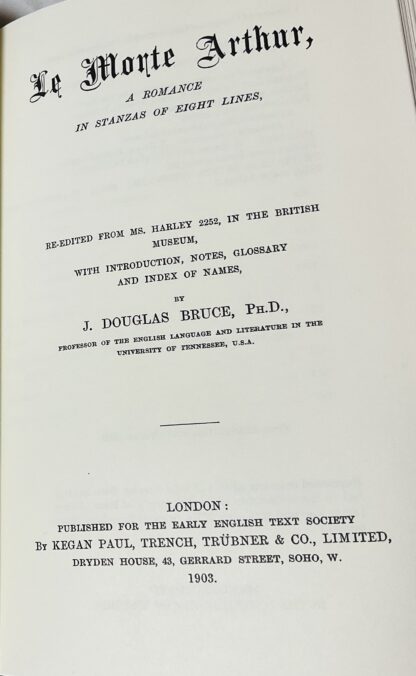 Le Morte Arthur,
A ROMANCE
IN STANZAS OF EIGHT LINES,
RE-EDITED FROM MS. HARLEY 2252, IN THE BRITISH
MUSEUM,
WITH INTRODUCTION, NOTES, GLOSSARY
AND INDEX OF NAMES,
BY
J. DOUGLAS BRUCE, PH.D.,
PROFESSOR OF THE ENGLISH LANGUAGE AND LITERATURE IN THE
UNIVERSITY OF TENNESSEE, U.S.A.
LONDON:
PUBLISHED FOR THE EARLY ENGLISH TEXT SOCIETY
BY KEGAN PAUL, TRENCH, TRÜBNER & CO., LIMITED,
DRYDEN HOUSE, 43, GERRARD STREET, SOHO, W.
1903.